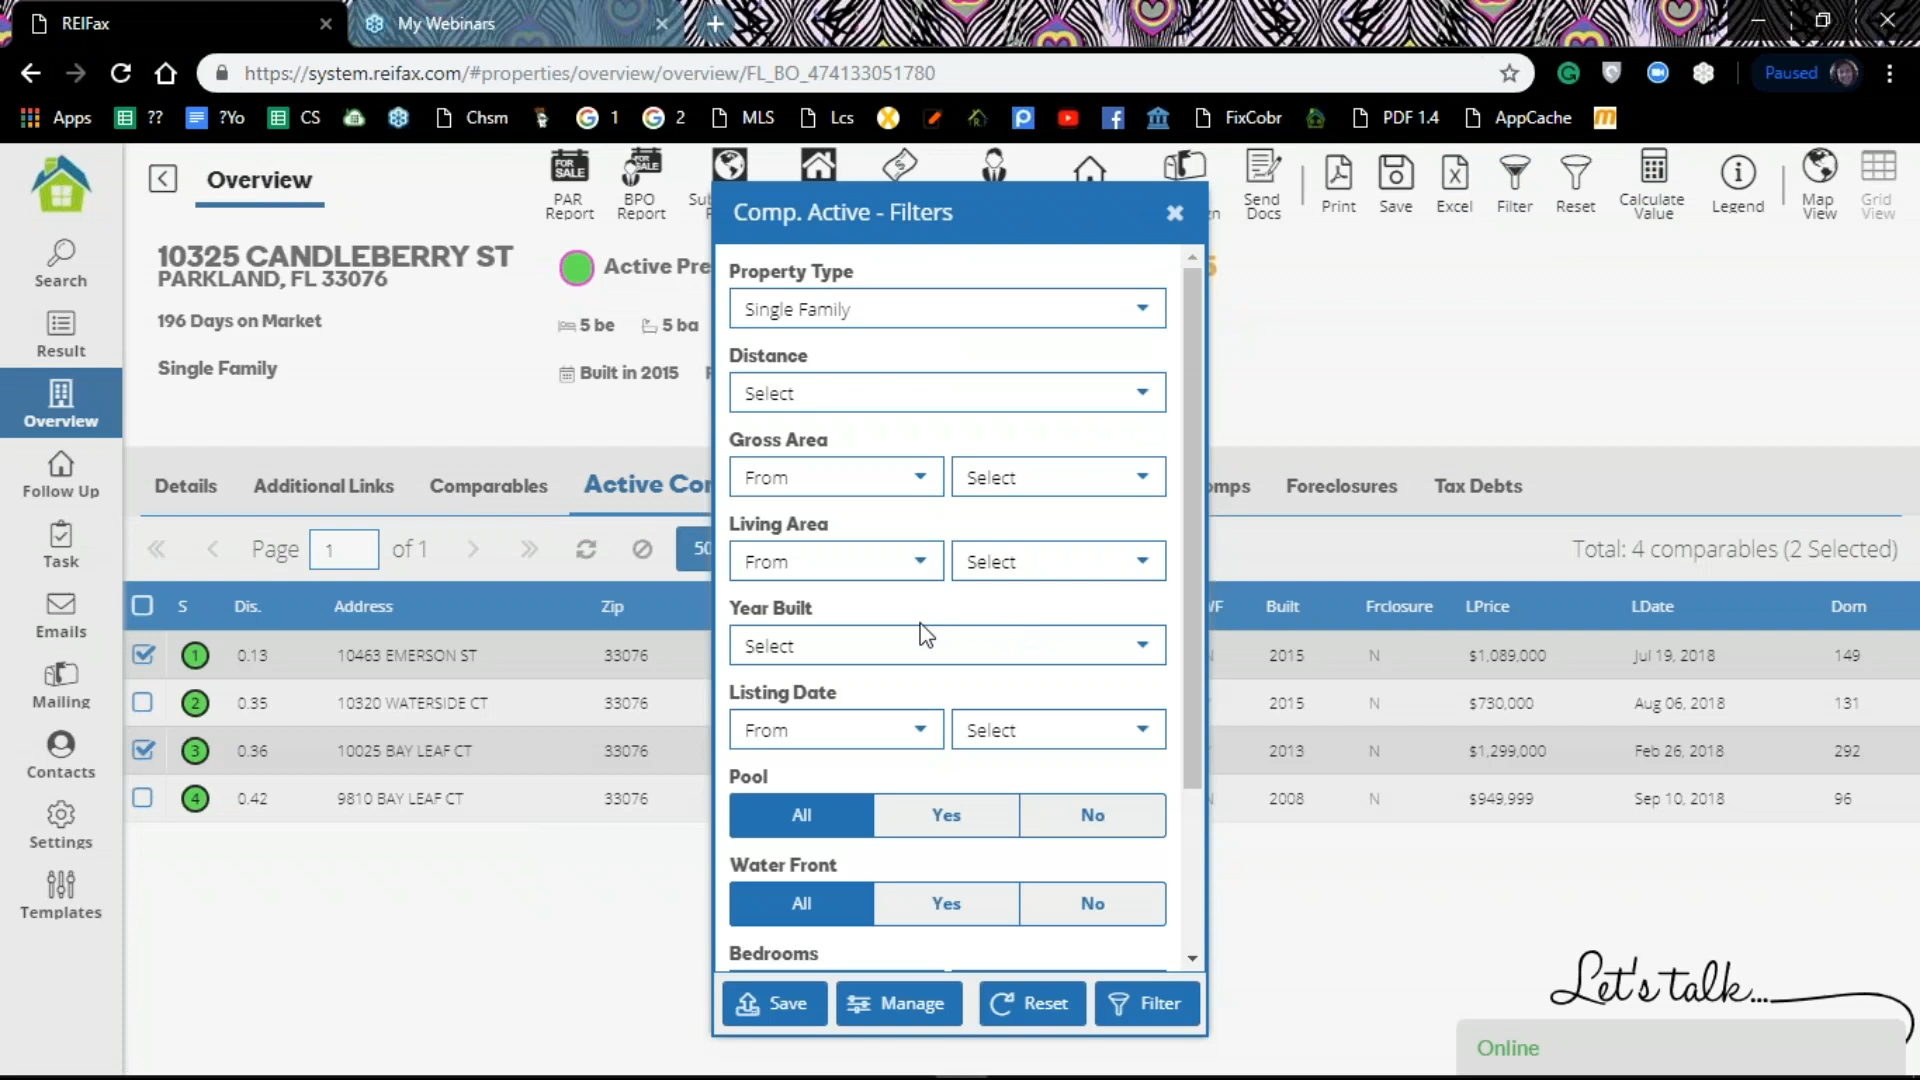 REIFax
My Webinars
https://system.reifax.com/#properties/overview/overview/FL_BO_474133051780
Paused
Apps
??
?Yo
CS
Chsm
1
2
MLS
Lcs
FixCobr
PDF 1.4
AppCache
Overview
FOR SALE
PAR Report
BPO Report
Send Docs
Print
Save
Excel
Filter
Reset
Calculate Value
Legend
Map View
Grid View
Search
Result
Overview
Follow Up
Task
Emails
Mailing
Contacts
Settings
Templates
10325 CANDLEBERRY ST
PARKLAND, FL 33076
196 Days on Market
Single Family
Active Pre
5 be
5 ba
Built in 2015
Details
Additional Links
Comparables
Active Co
omps
Foreclosures
Tax Debts
Page 1 of 1
50
Total: 4 comparables (2 Selected)
S Dis. Address Zip Built Frclosure LPrice LDate Dom
1 0.13 10463 EMERSON ST 33076 2015 N $1,089,000 Jul 19, 2018 149
2 0.35 10320 WATERSIDE CT 33076 2015 N $730,000 Aug 06, 2018 131
3 0.36 10025 BAY LEAF CT 33076 2013 N $1,299,000 Feb 26, 2018 292
4 0.42 9810 BAY LEAF CT 33076 2008 N $949,999 Sep 10, 2018 96
Comp. Active - Filters
Property Type
Single Family
Distance
Select
Gross Area
From Select
Living Area
From Select
Year Built
Select
Listing Date
From Select
Pool
All Yes No
Water Front
All Yes No
Bedrooms
Save Manage Reset Filter
Let's talk...
Online